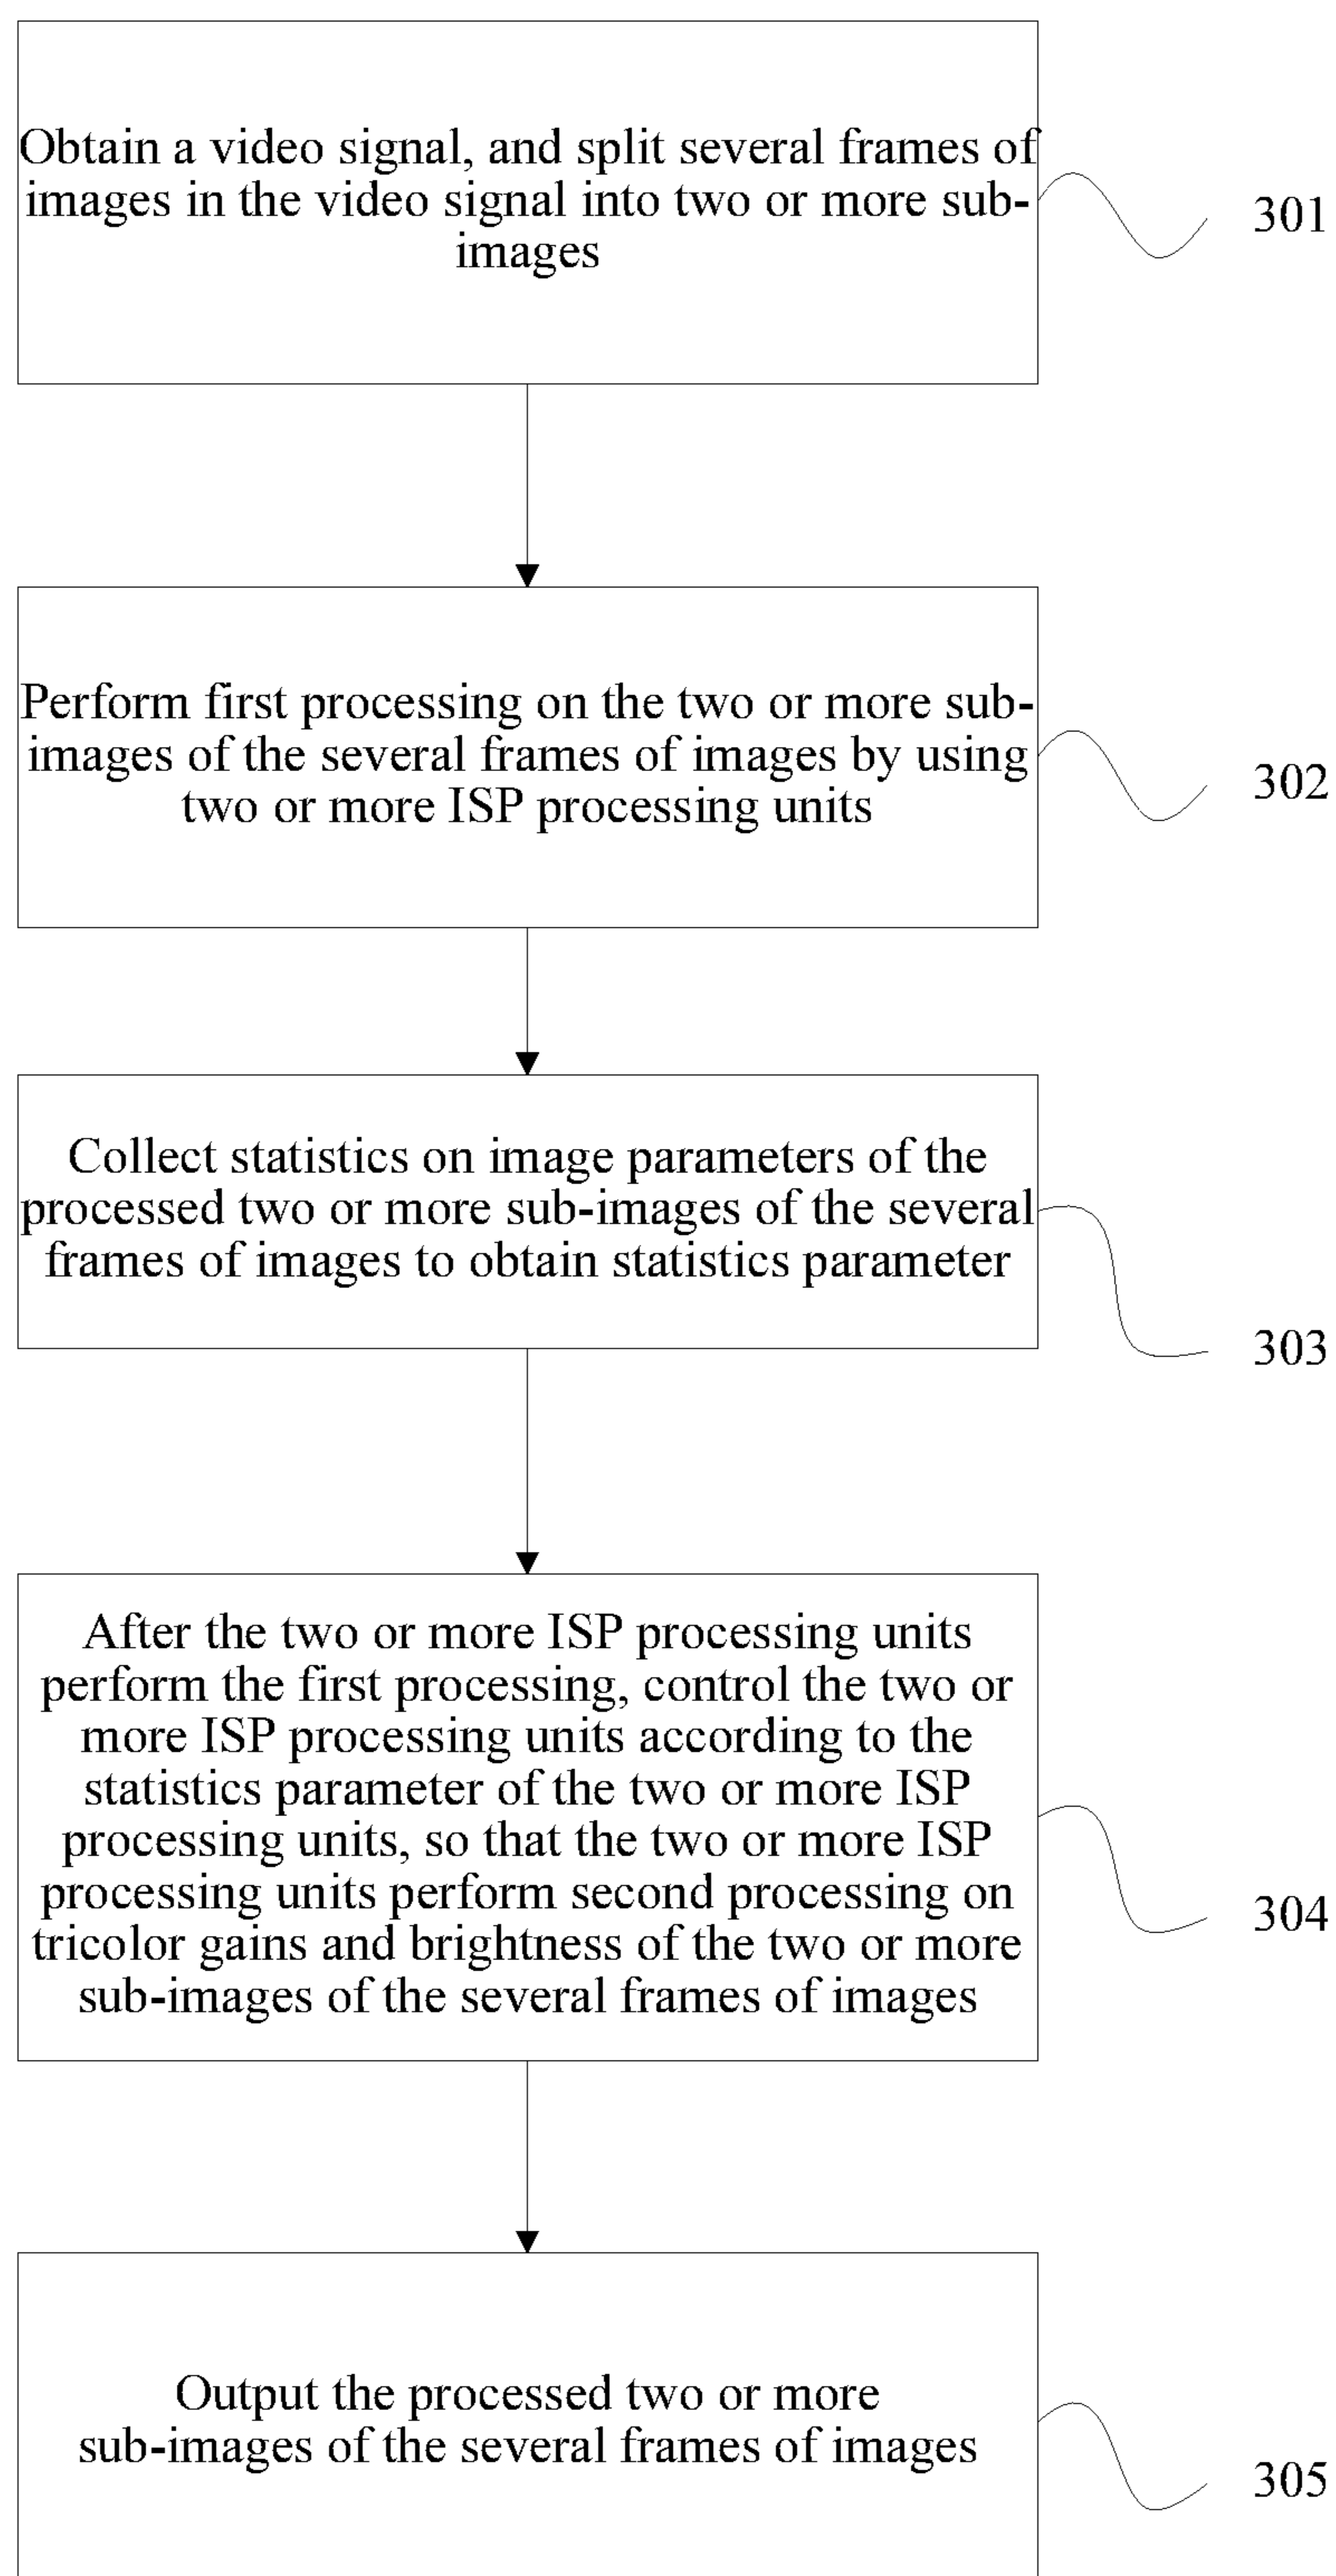 Obtain a video signal, and split several frames of
images in the video signal into two or more sub-
images
301
Perform first processing on the two or more sub-
images of the several frames of images by using
two or more ISP processing units
302
Collect statistics on image parameters of the
processed two or more sub-images of the several
frames of images to obtain statistics parameter
303
After the two or more ISP processing units
perform the first processing, control the two or
more ISP processing units according to the
statistics parameter of the two or more ISP
processing units, so that the two or more ISP
processing units perform second processing on
tricolor gains and brightness of the two or more
sub-images of the several frames of images
304
Output the processed two or more
sub-images of the several frames of images
305